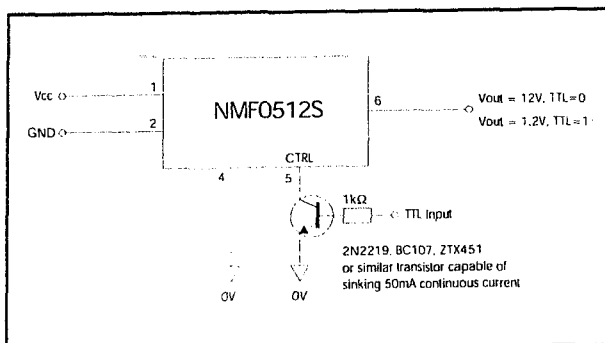 Vcc
1
GND
2
NMF0512S
6
Vout = 12V, TTL=0
Vout = 1.2V, TTL=1
CTRL
4
5
1kΩ
TTL Input
2N2219, BC107, ZTX451
or similar transistor capable of
sinking 50mA continuous current
0V
0V